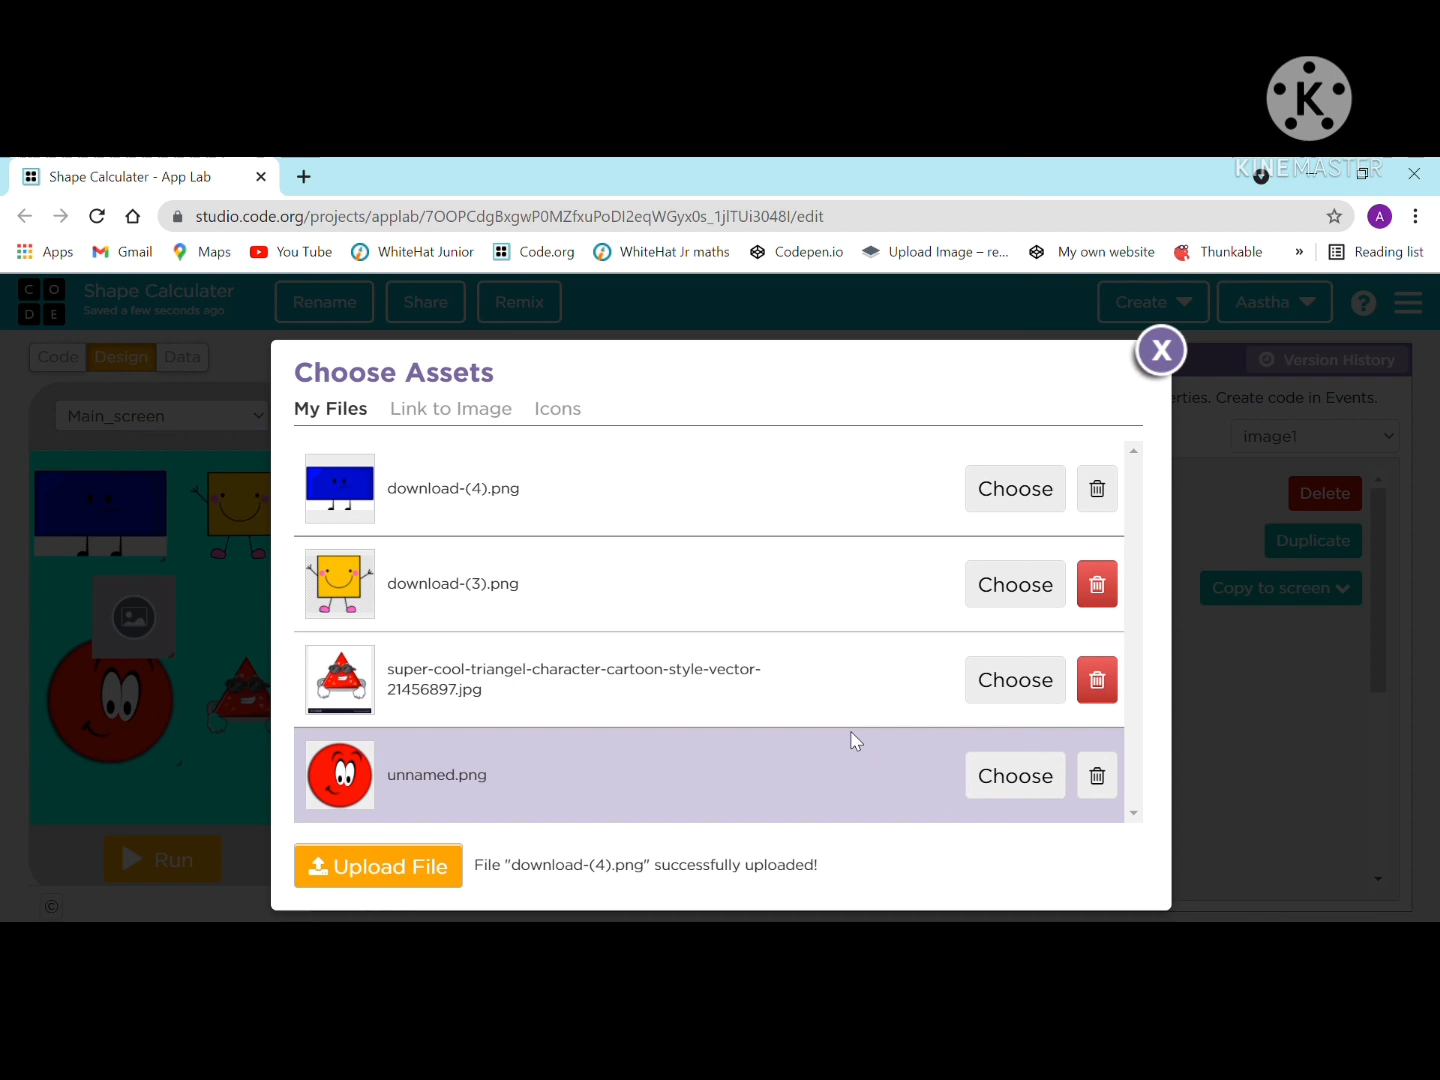 K
KINEMASTER
Shape Calculater - App Lab
studio.code.org/projects/applab/7OOPCdgBxgwP0MZfxuPoDI2eqWGyx0s_1jlTUi3048I/edit
A
Apps
Gmail
Maps
You Tube
WhiteHat Junior
Code.org
WhiteHat Jr maths
Codepen.io
Upload Image – re...
My own website
Thunkable
»
Reading list
C O
D E
Shape Calculater
Saved a few seconds ago
Rename
Share
Remix
Create
Aastha
?
Code
Design
Data
Version History
Main_screen
erties. Create code in Events.
image1
Delete
Duplicate
Copy to screen
Run
©
Choose Assets
X
My Files
Link to Image
Icons
download-(4).png
Choose
download-(3).png
Choose
super-cool-triangel-character-cartoon-style-vector-
21456897.jpg
Choose
unnamed.png
Choose
Upload File
File "download-(4).png" successfully uploaded!